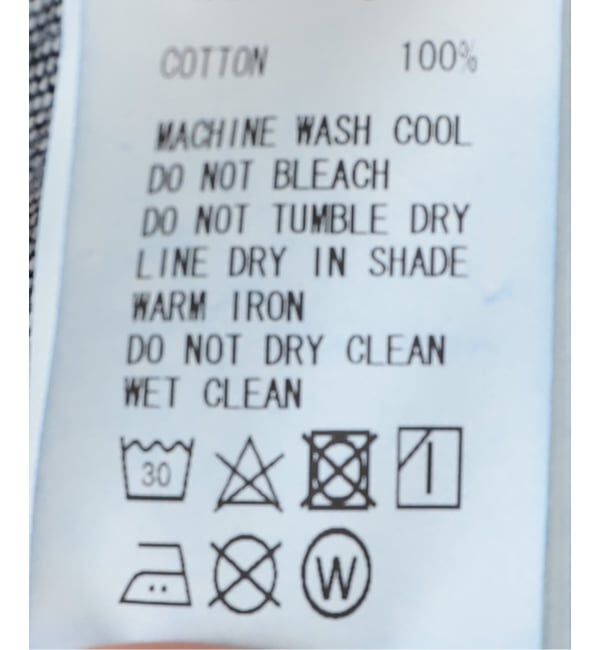 COTTON 100%
MACHINE WASH COOL
DO NOT BLEACH
DO NOT TUMBLE DRY
LINE DRY IN SHADE
WARM IRON
DO NOT DRY CLEAN
WET CLEAN
30
W